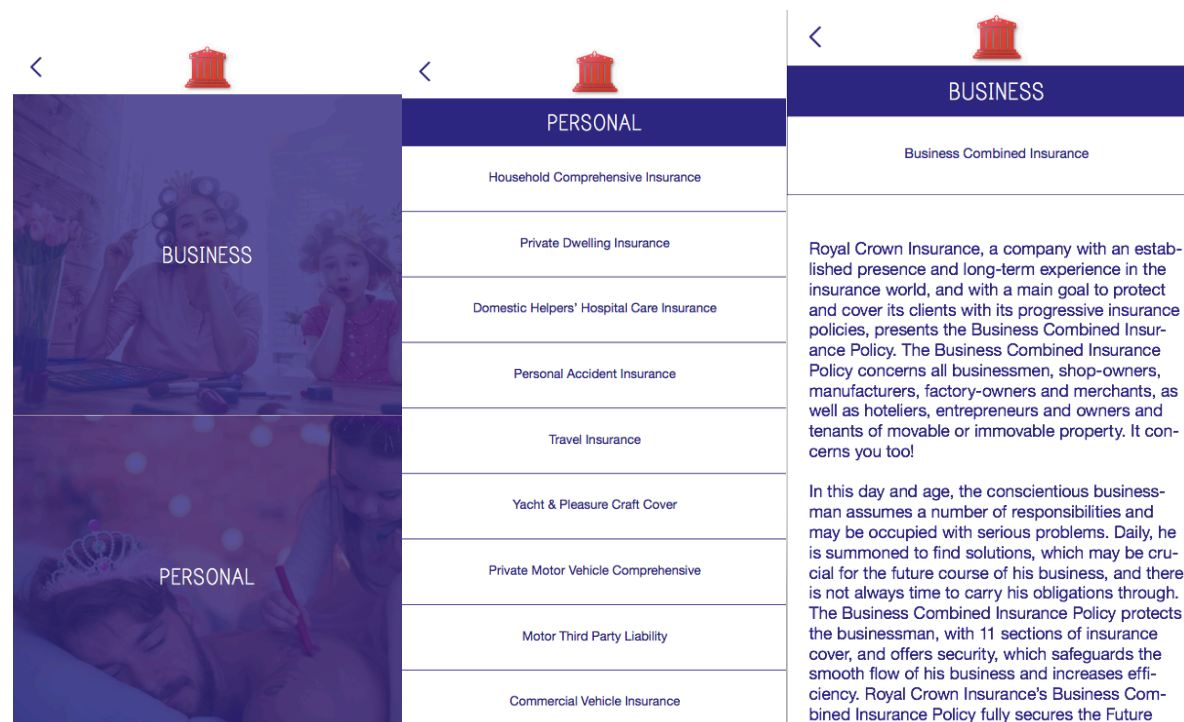 BUSINESS
PERSONAL
PERSONAL
Household Comprehensive Insurance
Private Dwelling Insurance
Domestic Helpers’ Hospital Care Insurance
Personal Accident Insurance
Travel Insurance
Yacht & Pleasure Craft Cover
Private Motor Vehicle Comprehensive
Motor Third Party Liability
Commercial Vehicle Insurance
BUSINESS
Business Combined Insurance
Royal Crown Insurance, a company with an estab-
lished presence and long-term experience in the
insurance world, and with a main goal to protect
and cover its clients with its progressive insurance
policies, presents the Business Combined Insur-
ance Policy. The Business Combined Insurance
Policy concerns all businessmen, shop-owners,
manufacturers, factory-owners and merchants, as
well as hoteliers, entrepreneurs and owners and
tenants of movable or immovable property. It con-
cerns you too!
In this day and age, the conscientious business-
man assumes a number of responsibilities and
may be occupied with serious problems. Daily, he
is summoned to find solutions, which may be cru-
cial for the future course of his business, and there
is not always time to carry his obligations through.
The Business Combined Insurance Policy protects
the businessman, with 11 sections of insurance
cover, and offers security, which safeguards the
smooth flow of his business and increases effi-
ciency. Royal Crown Insurance’s Business Com-
bined Insurance Policy fully secures the Future